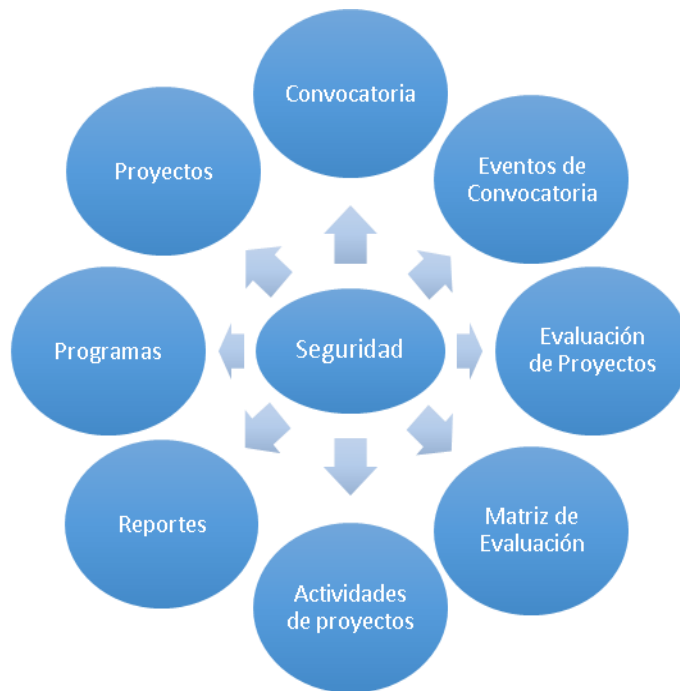 Convocatoria
Eventos de
Convocatoria
Evaluación
de Proyectos
Matriz de
Evaluación
Actividades
de proyectos
Reportes
Programas
Proyectos
Seguridad